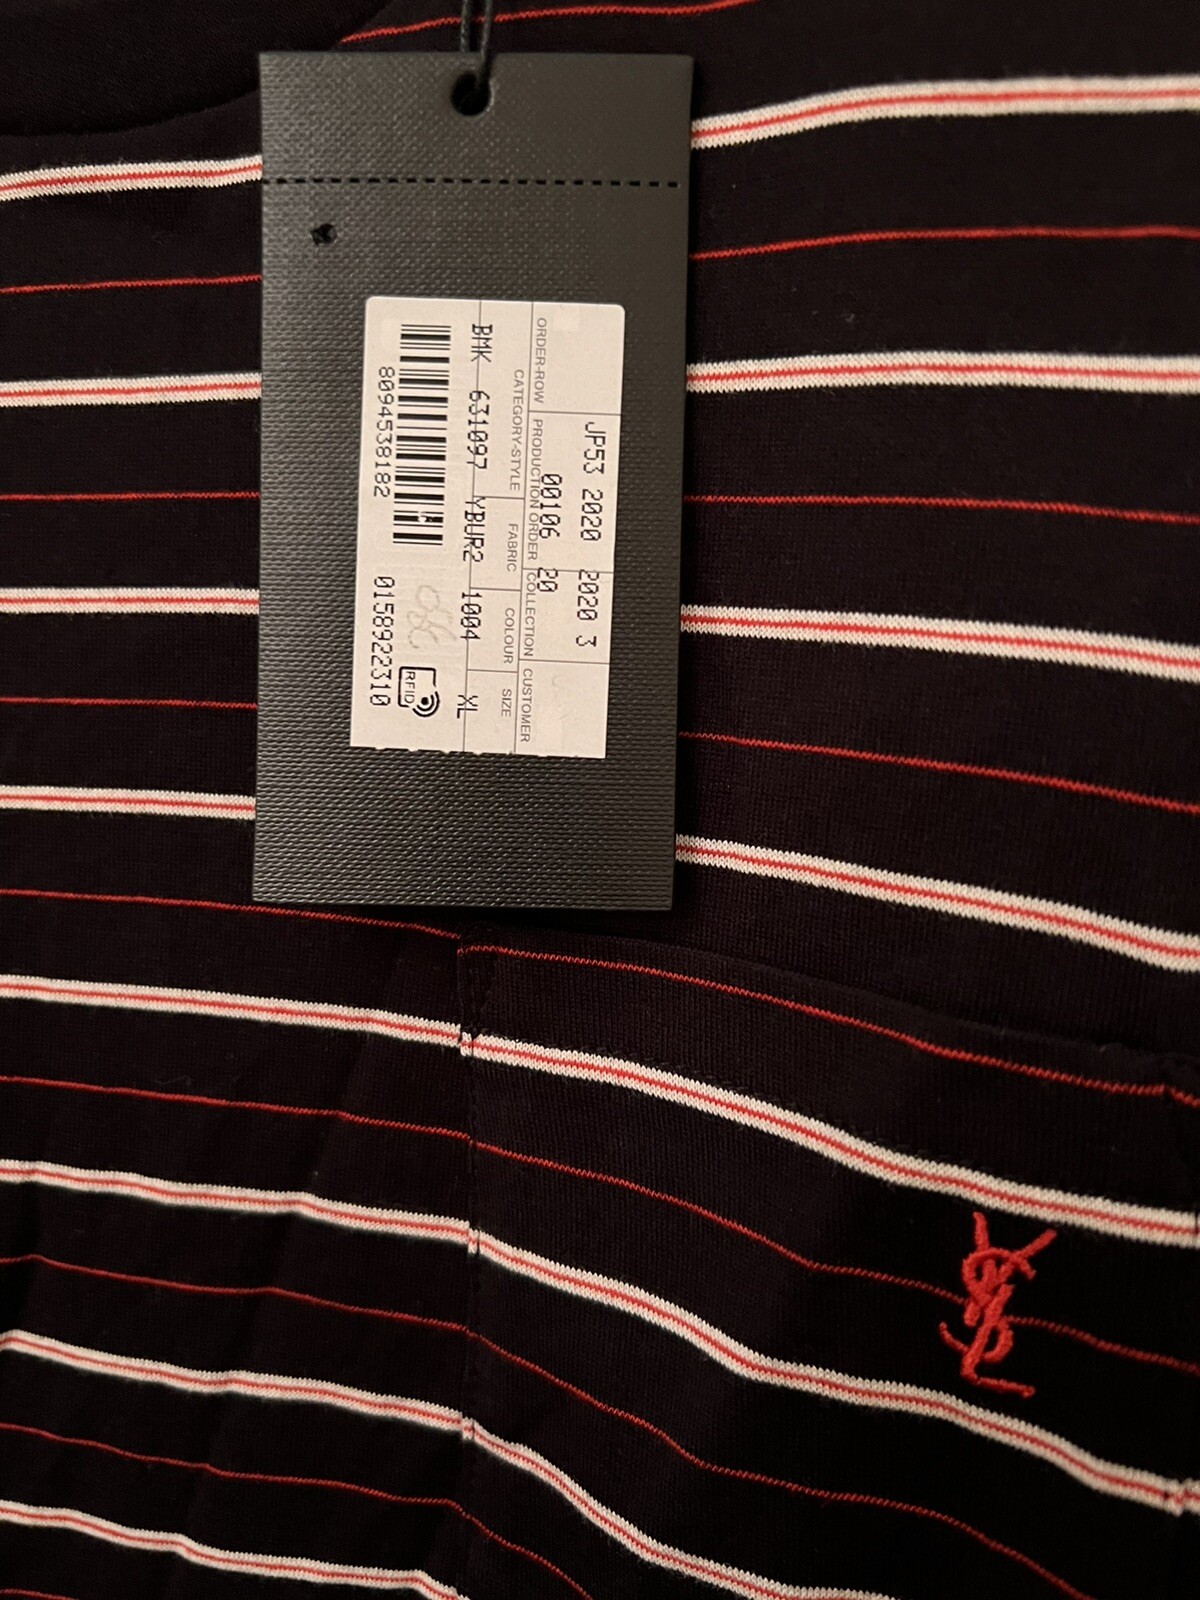 JP53 2020 2020 3
ORDER-ROW PRODUCTION ORDER COLLECTION CUSTOMER
00106 20
CATEGORY-STYLE FABRIC COLOUR SIZE
BMK 631097 YBUR2 1004 XL
RFID
8094538182 0158922310
YSL